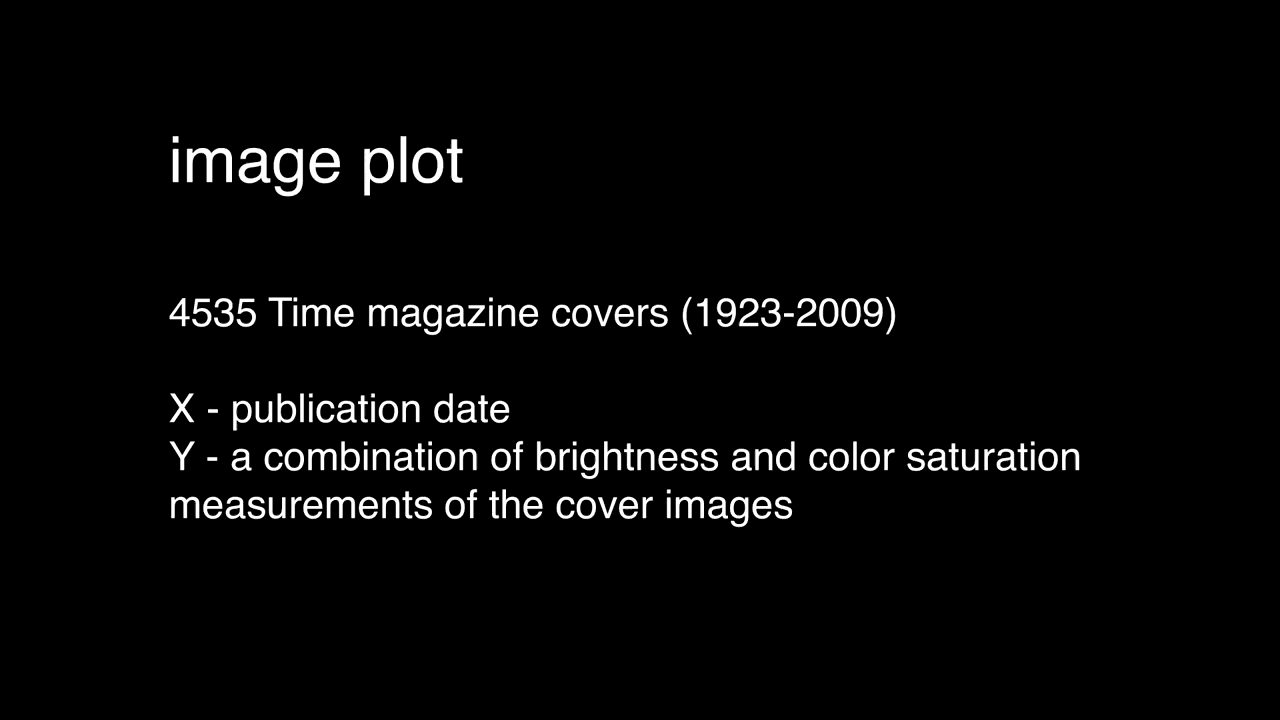 image plot
4535 Time magazine covers (1923-2009)
X - publication date
Y - a combination of brightness and color saturation
measurements of the cover images